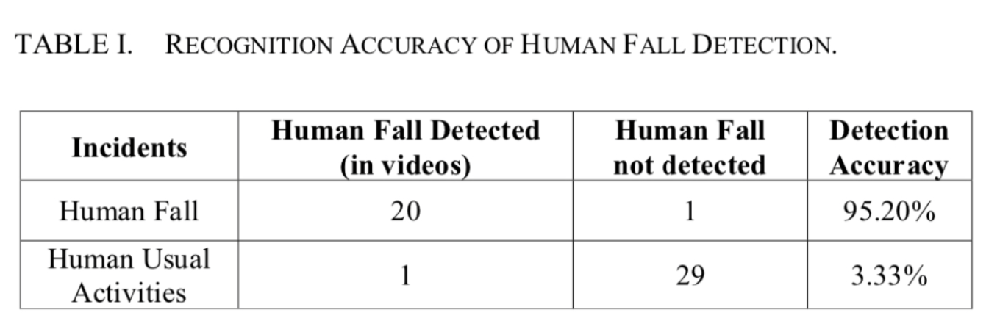 TABLE I. RECOGNITION ACCURACY OF HUMAN FALL DETECTION.
Incidents
Human Fall Detected
(in videos)
Human Fall
not detected
Detection
Accuracy
Human Fall
20
1
95.20%
Human Usual
Activities
1
29
3.33%